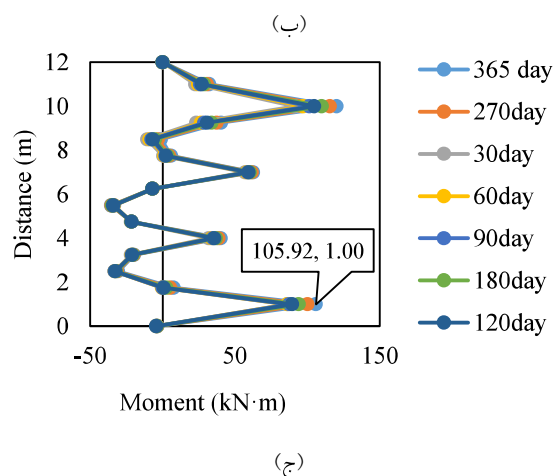 (ب)
12
10
8
6
4
2
0
Distance (m)
105.92, 1.00
-50
50
150
Moment (kN·m)
365 day
270day
30day
60day
90day
180day
120day
(ج)